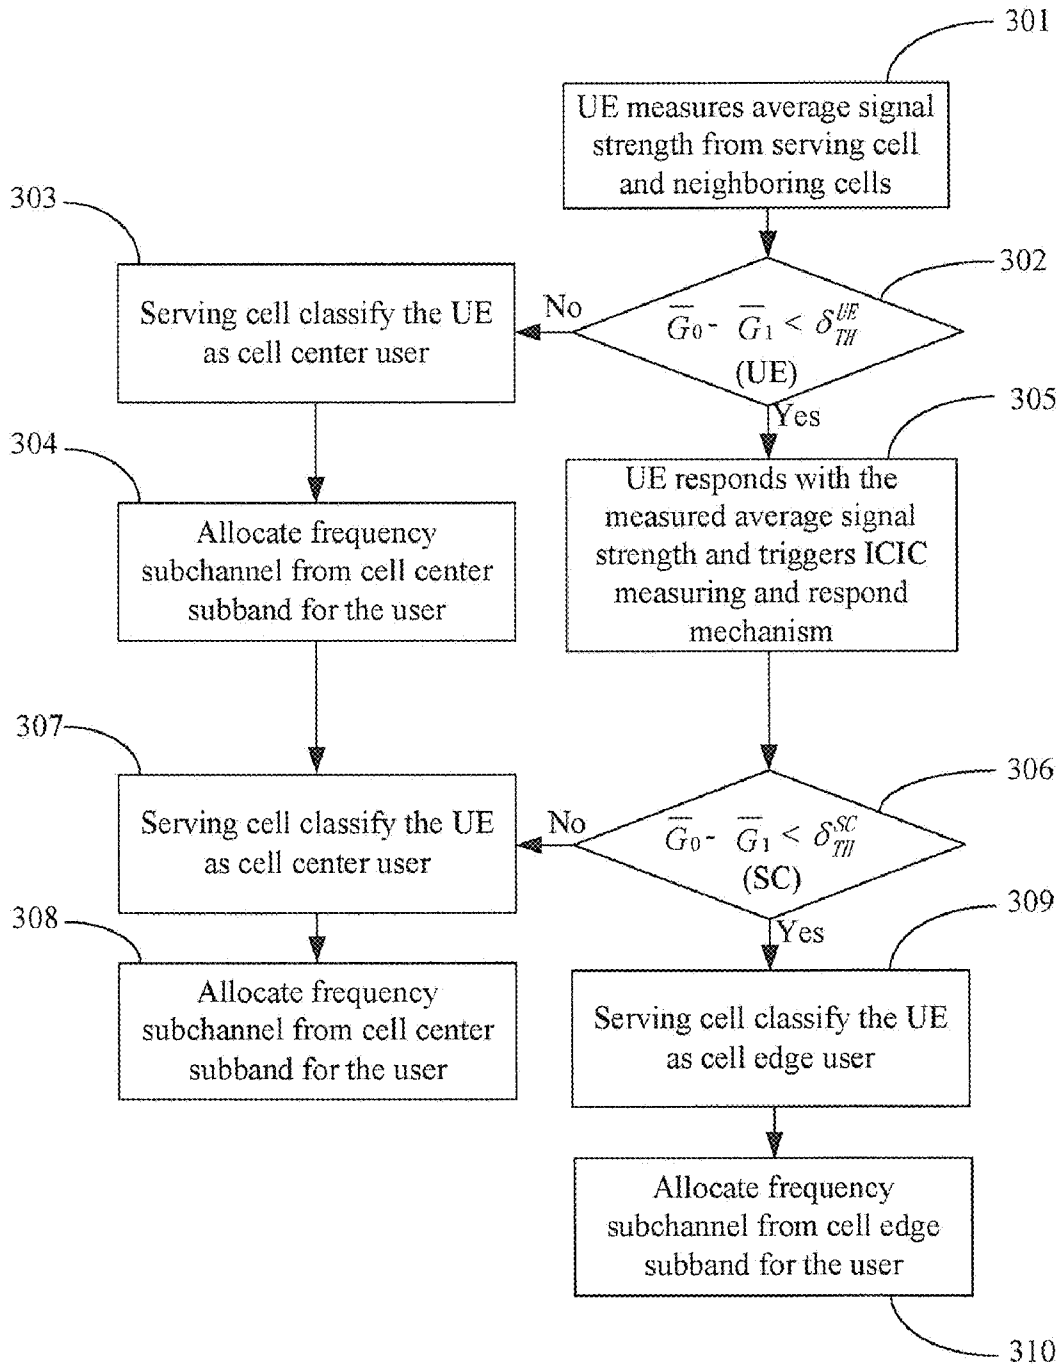 301
UE measures average signal
strength from serving cell
and neighboring cells
302
G̅0 - G̅1 < δ_TH^UE
(UE)
No
Yes
303
Serving cell classify the UE
as cell center user
304
Allocate frequency
subchannel from cell center
subband for the user
305
UE responds with the
measured average signal
strength and triggers ICIC
measuring and respond
mechanism
306
G̅0 - G̅1 < δ_TH^SC
(SC)
No
Yes
307
Serving cell classify the UE
as cell center user
308
Allocate frequency
subchannel from cell center
subband for the user
309
Serving cell classify the UE
as cell edge user
Allocate frequency
subchannel from cell edge
subband for the user
310